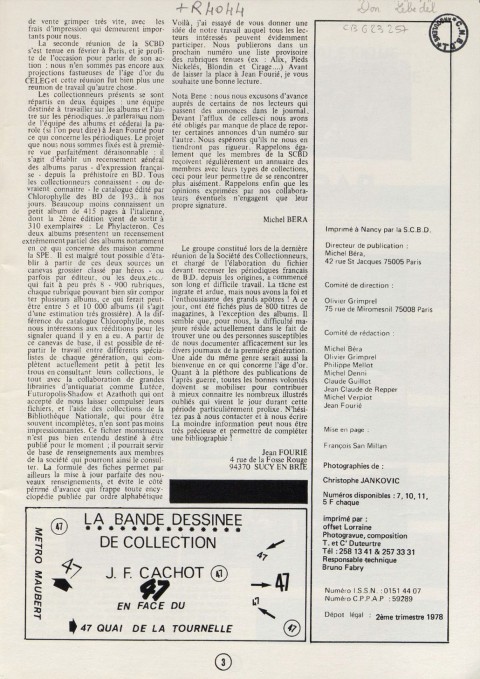 +R4044
Don Lebédil
CB 623257
de vente grimper très vite, avec les
frais d'impression qui demeurent impor-
tants pour nous.
La seconde réunion de la SCBD
s'est tenue en février à Paris, et je profi-
te de l'occasion pour parler de son ac-
tion : nous n'en sommes pas encore aux
projections fastueuses de l'âge d'or du
CELEG et cette réunion fut bien plus une
reunion de travail qu'autre chose.
Les collectionneurs présents se sont
répartis en deux équipes : une équipe
destinée à travailler sur les albums et l'au-
tre sur les périodiques. Je parlerai au nom
de l'équipe des albums et céderai la pa-
role (si l'on peut dire) à Jean Fourié pour
ce qui concerne les périodiques. Le projet
que nous nous sommes fixés est à premiè-
re vue parfaitement déraisonnable : il
s'agit d'établir un recensement général
des albums parus - d'expression françai-
se - depuis la préhistoire en BD. Tous
les collectionneurs connaissent - ou de-
vraient connaître - le catalogue édité par
Chlorophylle des BD de 193.. à nos
jours. Beaucoup moins connaissent un
petit album de 415 pages à l'italienne,
dont la 2ème édition vient de sortir à
310 exemplaires : Le Phylacteron. Ces
deux albums présentent un recensement
extrêmement partiel des albums notamment
en ce qui concerne des maison comme
la SPE. Il est malgré tout possible d'éta-
blir à partir de ces deux sources un
canevas grossier classé par héros - ou
parfois par éditeur, ou les deux, etc... -
qui fait à peu près 8 - 900 rubriques,
chaque rubrique pouvant bien sûr compor-
ter plusieurs albums, ce qui ferait peut-
être entre 5 et 10 000 albums (il s'agit
d'une estimation très grossière). A la dif-
férence du catalogue Chlorophylle, nous
nous intéressons aux rééditions pour les
signaler quand il y en a eu. A partir de
ce canevas de base, il est possible de ré-
partir le travail entre différents spécia-
listes de chaque génération, qui com-
plètent actuellement petit à petit les
trous en consultant leurs collections, le
tout avec la collaboration de grandes
librairies d'antiquariat comme Lutèce,
Futuropolis-Shadow et Azathoth qui ont
accepté de nous laisser compulser leurs
fichiers, et l'aide des collections de la
Bibliothèque Nationale, qui pour être
souvent incomplètes, n'en sont pas moins
impressionnantes. Ce fichier monstrueux
n'est pas bien entendu destiné à être
publié pour le moment ; il pourrait servir
de base de renseignements aux membres
de la société qui pourront ainsi le consul-
ter. La formule des fiches permet par
ailleurs la mise à jour parfaite des nou-
veaux renseignements, et évite le côté
périmé d'avance qui frappe toute ency-
clopédie publiée par ordre alphabétique
Voilà, j'ai essayé de vous donner une
idée de notre travail auquel tous les lec-
teurs intéressés peuvent évidemment
participer. Nous publierons dans un
prochain numéro une liste provisoire
des rubriques tenues (ex : Alix, Pieds
Nickelés, Blondin et Cirage....) Avant
de laisser la place à Jean Fourié, je vous
souhaite une bonne lecture.
Nota Bene : nous nous excusons d'avance
auprès de certains de nos lecteurs qui
passent des annonces dans le journal.
Devant l'afflux de celles-ci nous avons
été obligés par manque de place de repor-
ter certaines annonces d'un numéro sur
l'autre. Nous espérons qu'ils ne nous en
tiendront pas rigueur. Rappelons éga-
lement que les membres de la SCBD
reçoivent régulièrement un annuaire des
membres avec leurs types de collections,
ceci pour leur permettre de se rencontrer
plus aisément. Rappelons enfin que les
opinions exprimées par nos collabora-
teurs éventuels n'engagent que leur
propre signature.
Michel BERA
Le groupe constitué lors de la dernière
réunion de la Société des Collectionneurs,
et chargé de l'élaboration du fichier
devant recenser les périodiques français
de B.D. depuis les origines, a commencé
son long et difficile travail. La tâche est
ingrate et ardue, mais nous avons la foi et
l'enthousiasme des grands apôtres ! A ce
jour, ont été fichés plus de 800 titres de
magazines, à l'exception des albums. Il
semble que, pour nous, la difficulté ma-
jeure réside actuellement dans le fait de
trouver une ou des personnes susceptibles
de nous documenter efficacement sur les
divers journaux de la première génération.
Une aide du même genre serait aussi la
bienvenue en ce qui concerne l'âge d'or.
Quant à la pléthore des publications de
l'après guerre, toutes les bonnes volontés
doivent se mobiliser pour contribuer
à mieux connaître les nombreux illustrés
oubliés qui virent le jour durant cette
période particulièrement prolixe. N'hési-
tez pas à nous contacter et à nous écrire
La moindre information peut nous être
très précieuse et permettre de compléter
une bibliographie !
Jean FOURIÉ
4 rue de la Fosse Rouge
94370 SUCY EN BRIE
Imprimé à Nancy par la S.C.B.D.
Directeur de publication :
Michel Béra,
42 rue St Jacques 75005 Paris
Comité de direction :
Olivier Grimprel
75 rue de Miromesnil 75008 Paris
Comité de rédaction :
Michel Béra
Olivier Grimprel
Philippe Mellot
Michel Denni
Claude Guillot
Jean Claude de Repper
Michel Verpiot
Jean Fourié
Mise en page :
François San Millan
Photographies de :
Christophe JANKOVIC
Numéros disponibles : 7, 10, 11,
5 F chaque
imprimé par :
offset Lorraine
Photogravue, composition
T. et C' Duteurtre
Tél : 258 13 41 & 257 33 31
Responsable technique
Bruno Fabry
Numéro I.S.S.N. : 0151 44 07
Numéro C.P.P.A.P : 59289
Dépôt légal : 2ème trimestre 1978
METRO MAUBERT
47
LA BANDE DESSINEE
DE COLLECTION
47
47
J. F. CACHOT 47
47
47
EN FACE DU
47
47 QUAI DE LA TOURNELLE
47
3